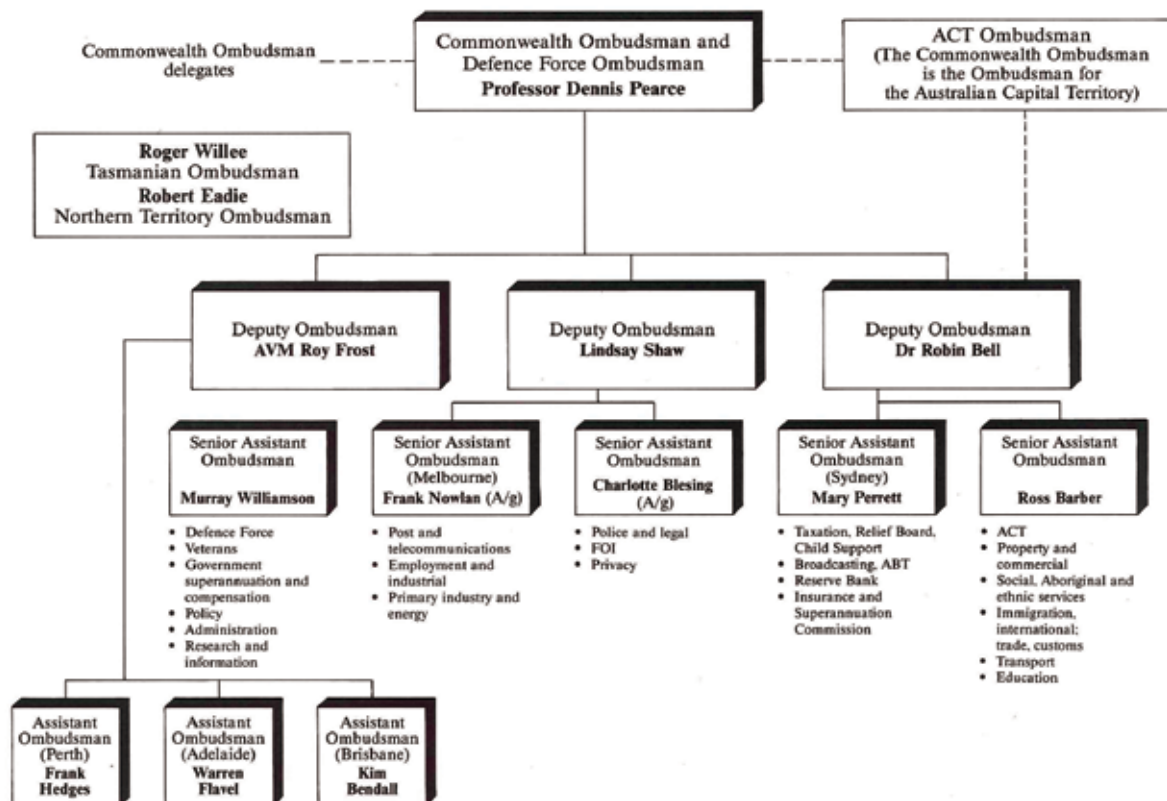 Commonwealth Ombudsman
delegates
Commonwealth Ombudsman and
Defence Force Ombudsman
Professor Dennis Pearce
ACT Ombudsman
(The Commonwealth Ombudsman
is the Ombudsman for
the Australian Capital Territory)
Roger Willee
Tasmanian Ombudsman
Robert Eadie
Northern Territory Ombudsman
Deputy Ombudsman
AVM Roy Frost
Deputy Ombudsman
Lindsay Shaw
Deputy Ombudsman
Dr Robin Bell
Senior Assistant
Ombudsman
Murray Williamson
• Defence Force
• Veterans
• Government
superannuation and
compensation
• Policy
• Administration
• Research and
information
Senior Assistant
Ombudsman
(Melbourne)
Frank Nowlan (A/g)
• Post and
telecommunications
• Employment and
industrial
• Primary industry and
energy
Senior Assistant
Ombudsman
Charlotte Blesing
(A/g)
• Police and legal
• FOI
• Privacy
Senior Assistant
Ombudsman
(Sydney)
Mary Perrett
• Taxation, Relief Board,
Child Support
• Broadcasting, ABT
• Reserve Bank
• Insurance and
Superannuation
Commission
Senior Assistant
Ombudsman
Ross Barber
• ACT
• Property and
commercial
• Social, Aboriginal and
ethnic services
• Immigration,
international;
trade, customs
• Transport
• Education
Assistant
Ombudsman
(Perth)
Frank
Hedges
Assistant
Ombudsman
(Adelaide)
Warren
Flavel
Assistant
Ombudsman
(Brisbane)
Kim
Bendall